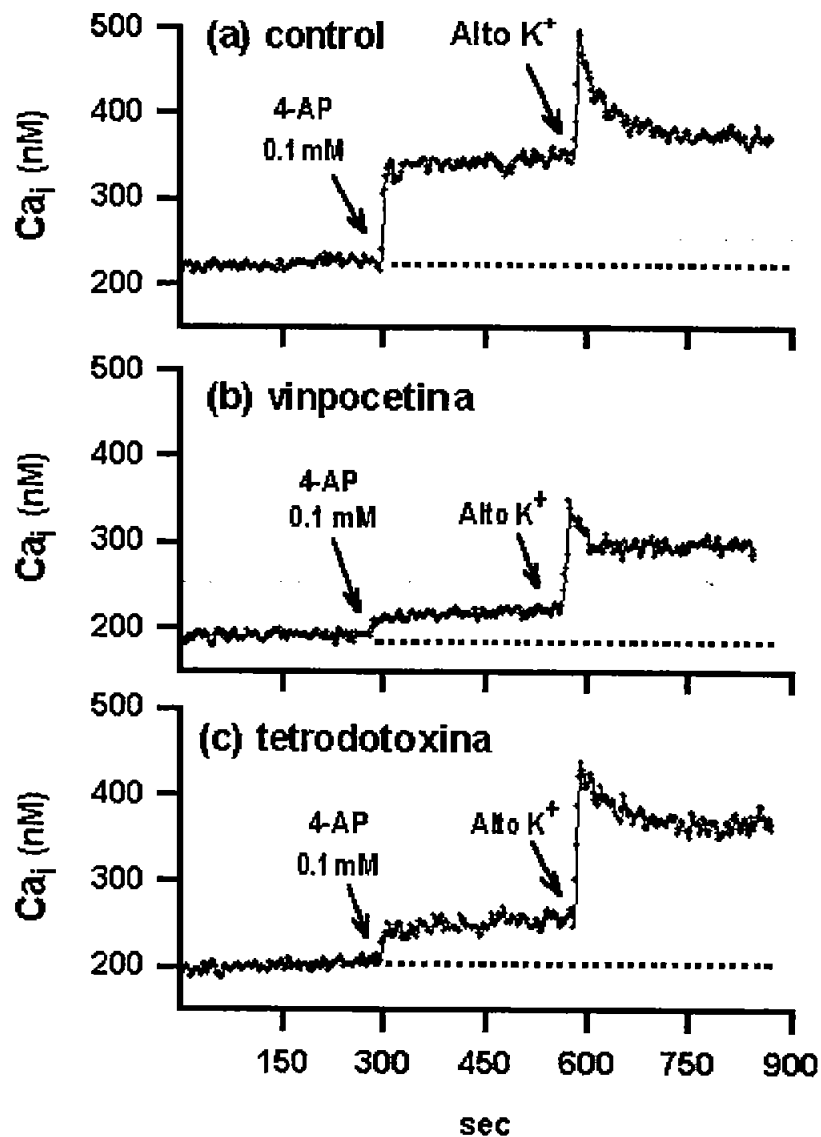 (a) control
Alto K+
4-AP
0.1 mM
Cai (nM)
500
400
300
200
(b) vinpocetina
4-AP
0.1 mM
Alto K+
Cai (nM)
500
400
300
200
(c) tetrodotoxina
4-AP
0.1 mM
Alto K+
Cai (nM)
500
400
300
200
150 300 450 600 750 900
sec